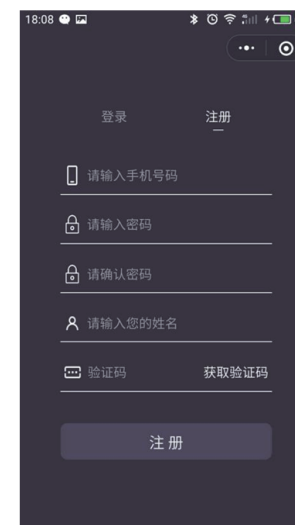 18:08
登录 注册
请输入手机号码
请输入密码
请确认密码
请输入您的姓名
验证码 获取验证码
注册